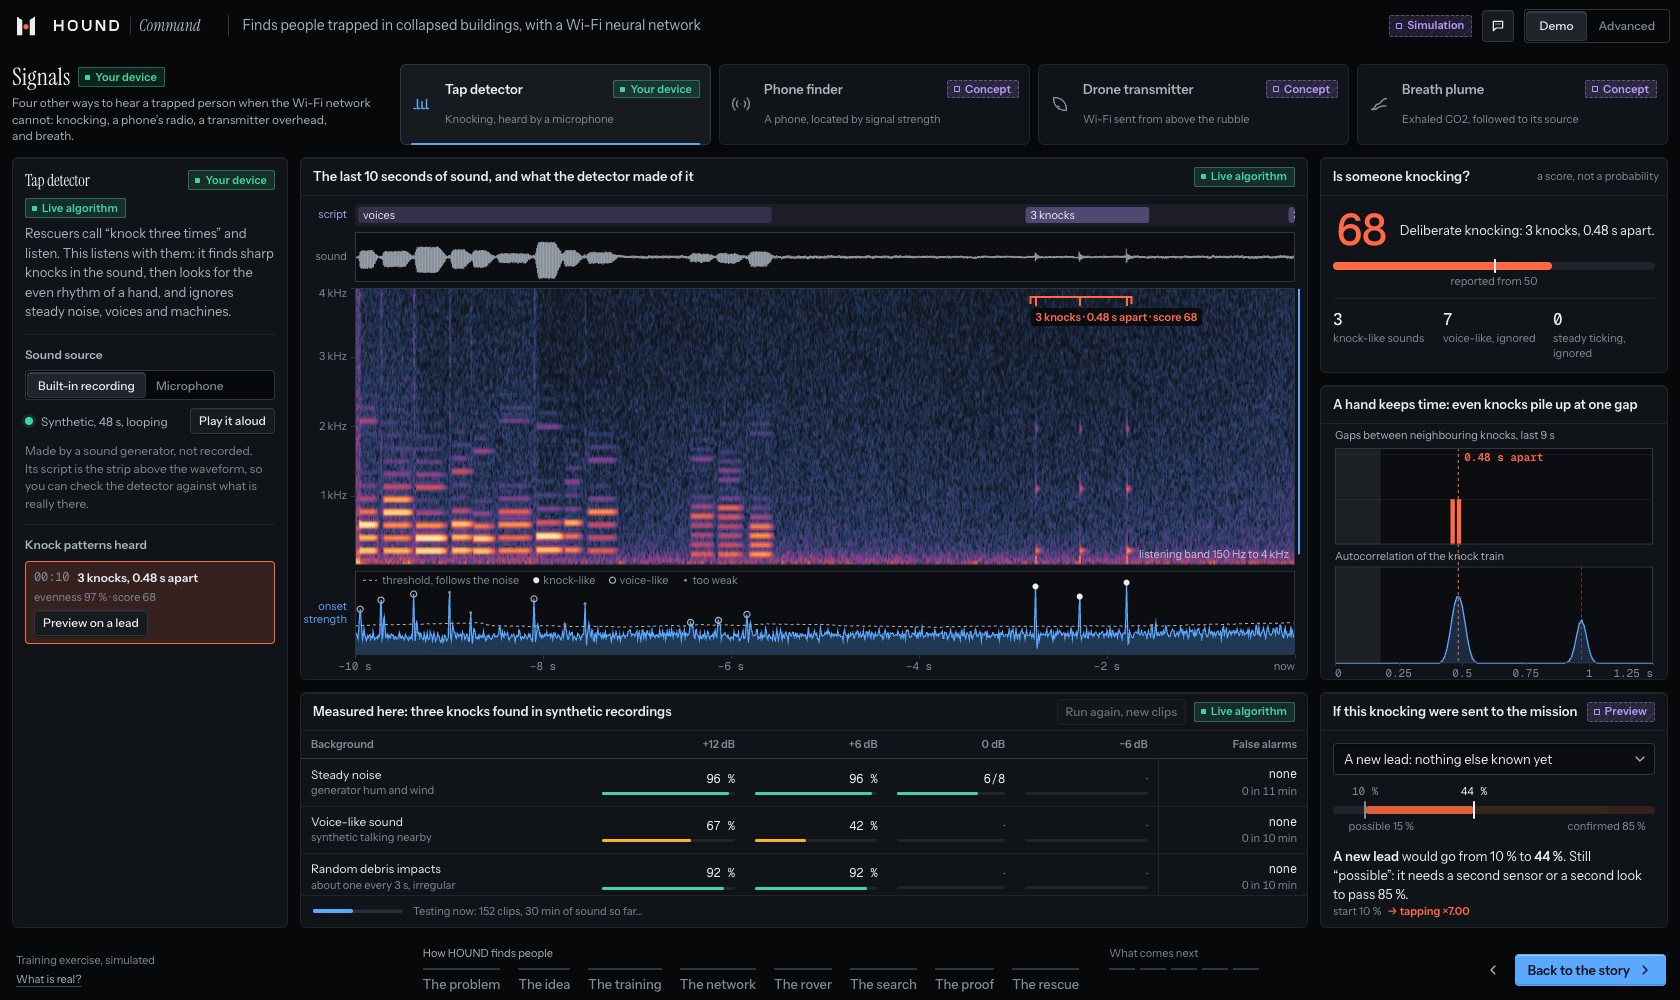 HOUND Command Finds people trapped in collapsed buildings, with a Wi-Fi neural network
Simulation
Demo Advanced
Signals Your device
Four other ways to hear a trapped person when the Wi-Fi network
cannot: knocking, a phone's radio, a transmitter overhead,
and breath.
Tap detector Your device
Knocking, heard by a microphone
Phone finder Concept
A phone, located by signal strength
Drone transmitter Concept
Wi-Fi sent from above the rubble
Breath plume Concept
Exhaled CO2, followed to its source
Tap detector Your device
Live algorithm
Rescuers call “knock three times” and
listen. This listens with them: it finds sharp
knocks in the sound, then looks for the
even rhythm of a hand, and ignores
steady noise, voices and machines.
Sound source
Built-in recording Microphone
Synthetic, 48 s, looping Play it aloud
Made by a sound generator, not recorded.
Its script is the strip above the waveform, so
you can check the detector against what is
really there.
Knock patterns heard
00:10 3 knocks, 0.48 s apart
evenness 97 % · score 68
Preview on a lead
The last 10 seconds of sound, and what the detector made of it Live algorithm
script voices 3 knocks
sound
4 kHz
3 knocks · 0.48 s apart · score 68
3 kHz
2 kHz
1 kHz
listening band 150 Hz to 4 kHz
threshold, follows the noise knock-like voice-like too weak
onset
strength
−10 s −8 s −6 s −4 s −2 s now
Measured here: three knocks found in synthetic recordings Run again, new clips Live algorithm
Background +12 dB +6 dB 0 dB −6 dB False alarms
Steady noise 96 % 96 % 6/8 · none
generator hum and wind 0 in 11 min
Voice-like sound 67 % 42 % · · none
synthetic talking nearby 0 in 10 min
Random debris impacts 92 % 92 % · · none
about one every 3 s, irregular 0 in 10 min
Testing now: 152 clips, 30 min of sound so far…
Is someone knocking? a score, not a probability
68 Deliberate knocking: 3 knocks, 0.48 s apart.
reported from 50
3 7 0
knock-like sounds voice-like, ignored steady ticking,
ignored
A hand keeps time: even knocks pile up at one gap
Gaps between neighbouring knocks, last 9 s
0.48 s apart
Autocorrelation of the knock train
0 0.25 0.5 0.75 1 1.25 s
If this knocking were sent to the mission Preview
A new lead: nothing else known yet
10 % 44 %
possible 15 % confirmed 85 %
A new lead would go from 10 % to 44 %. Still
“possible”: it needs a second sensor or a second look
to pass 85 %.
start 10 % → tapping ×7.00
Training exercise, simulated
What is real?
How HOUND finds people What comes next
The problem The idea The training The network The rover The search The proof The rescue
Back to the story